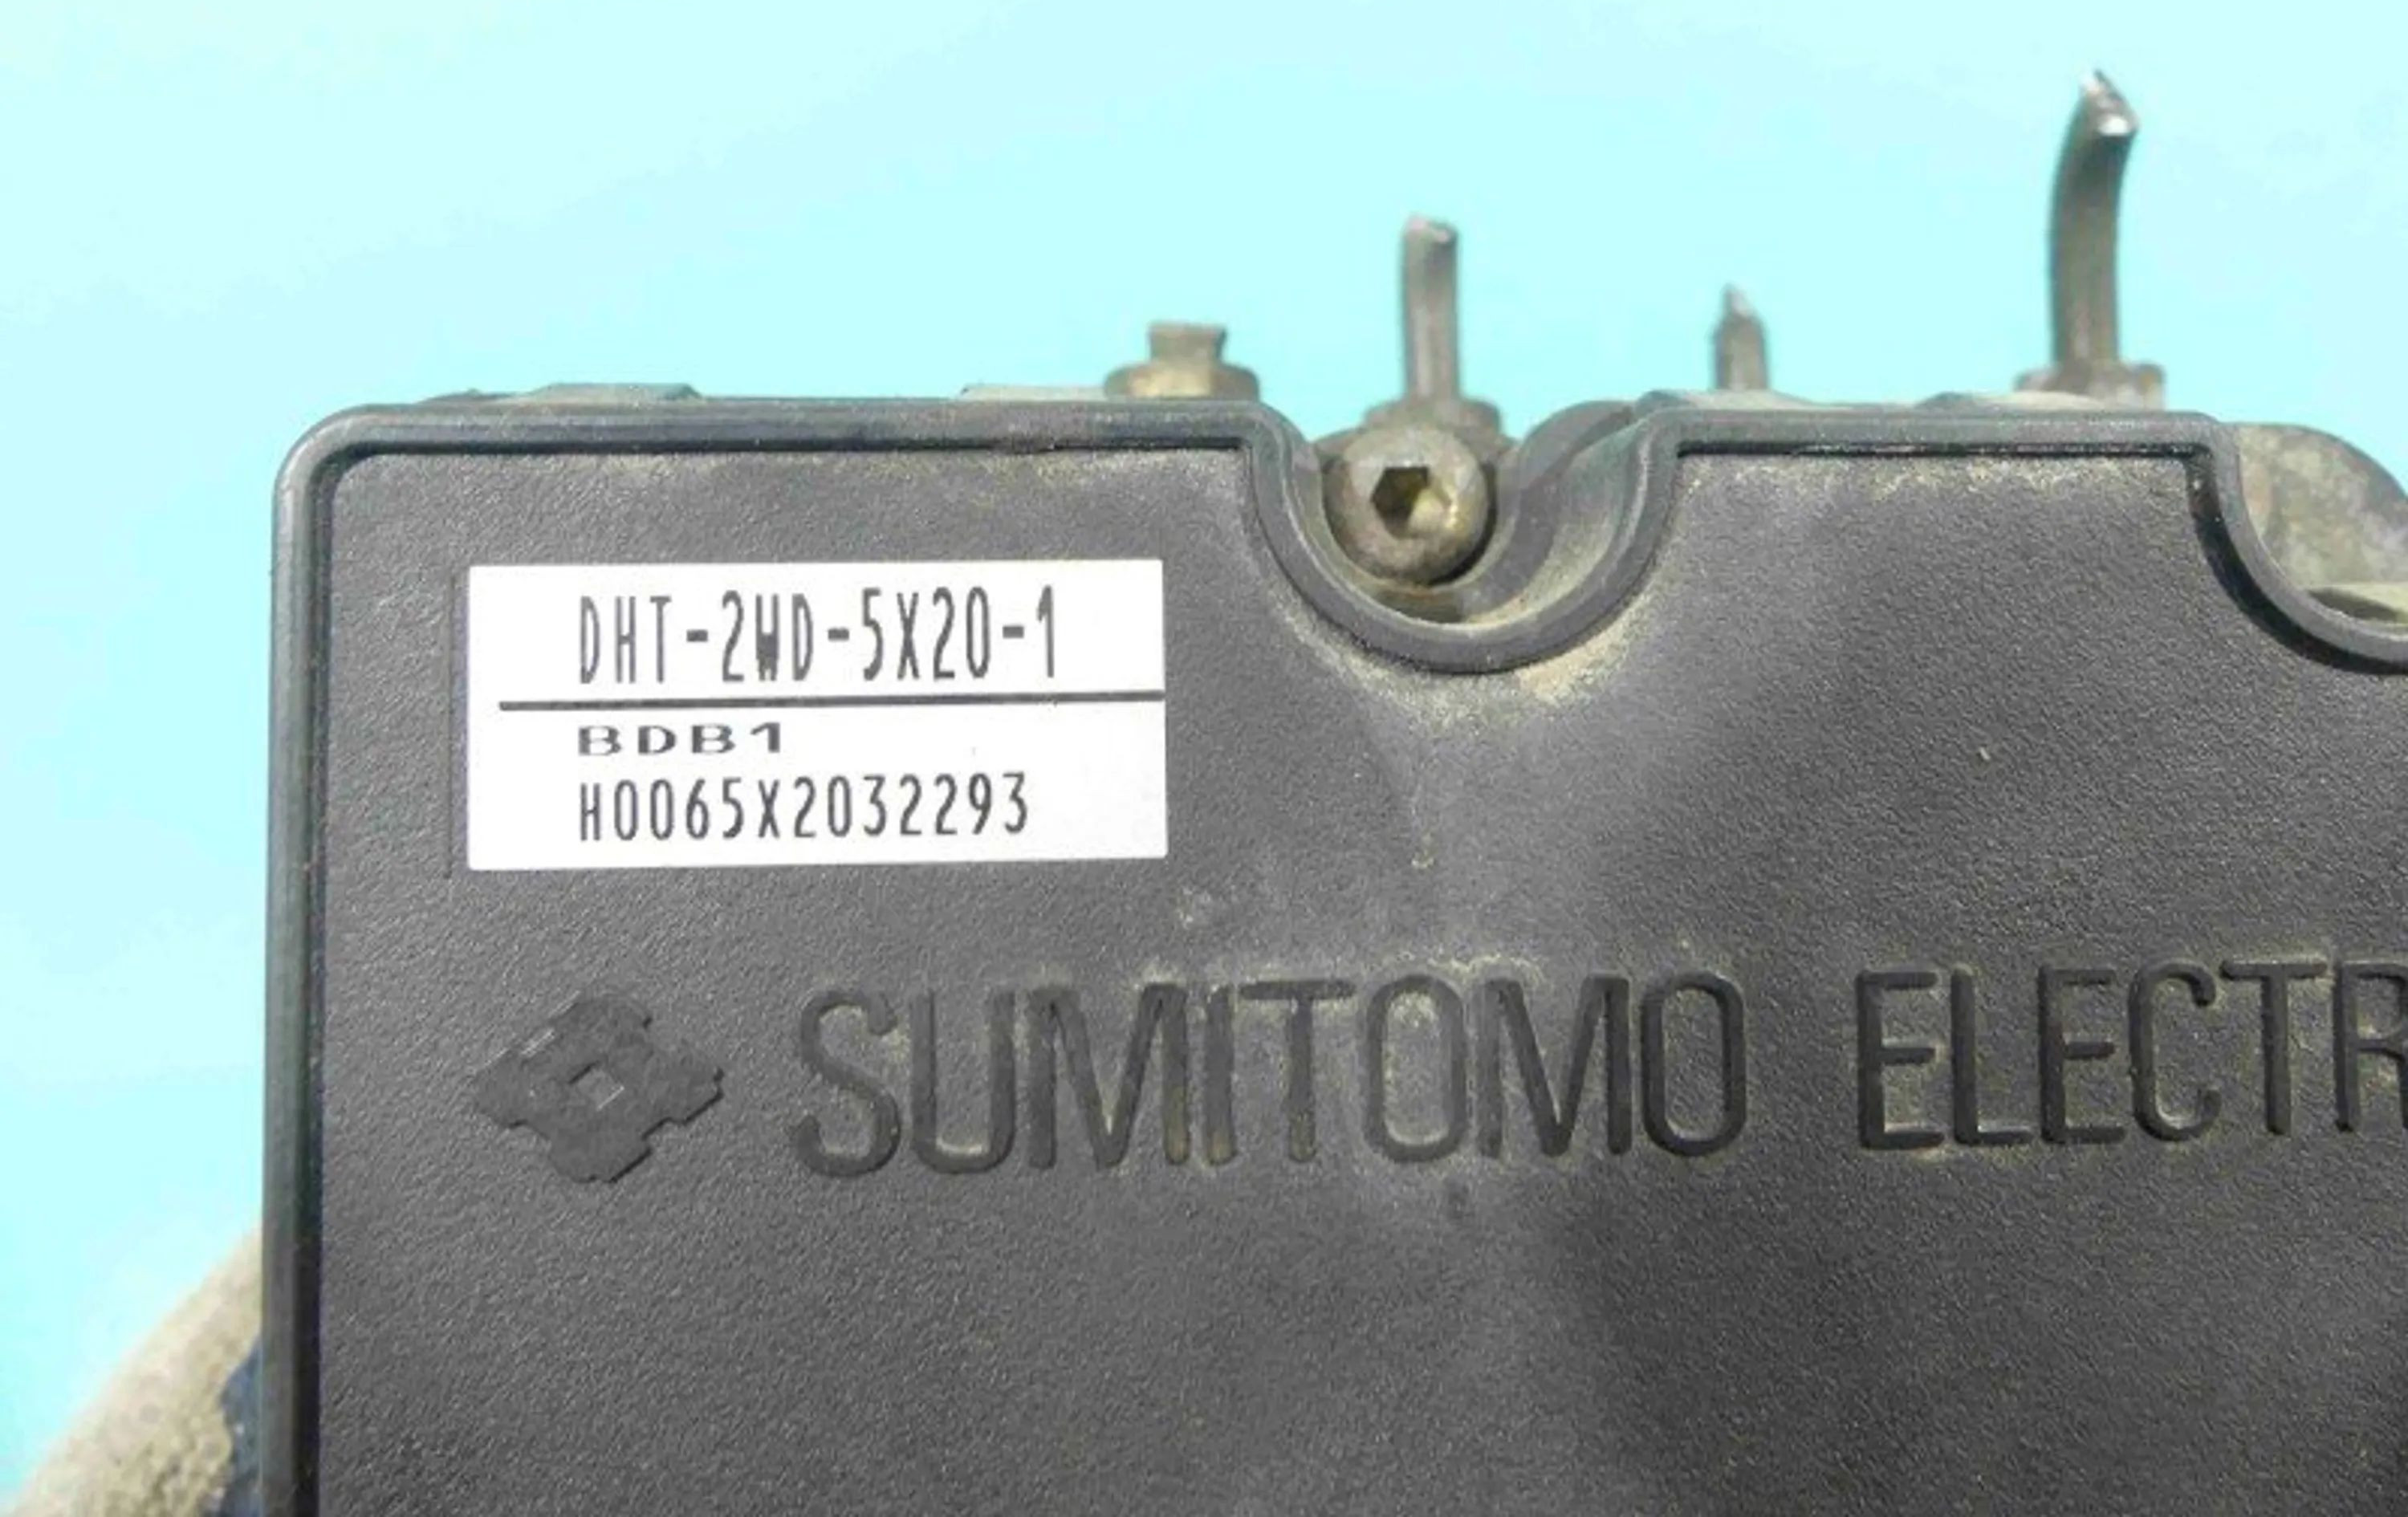 DHT-2WD-5X20-1
BDB1
H0065X2032293
SUMITOMO ELECTR